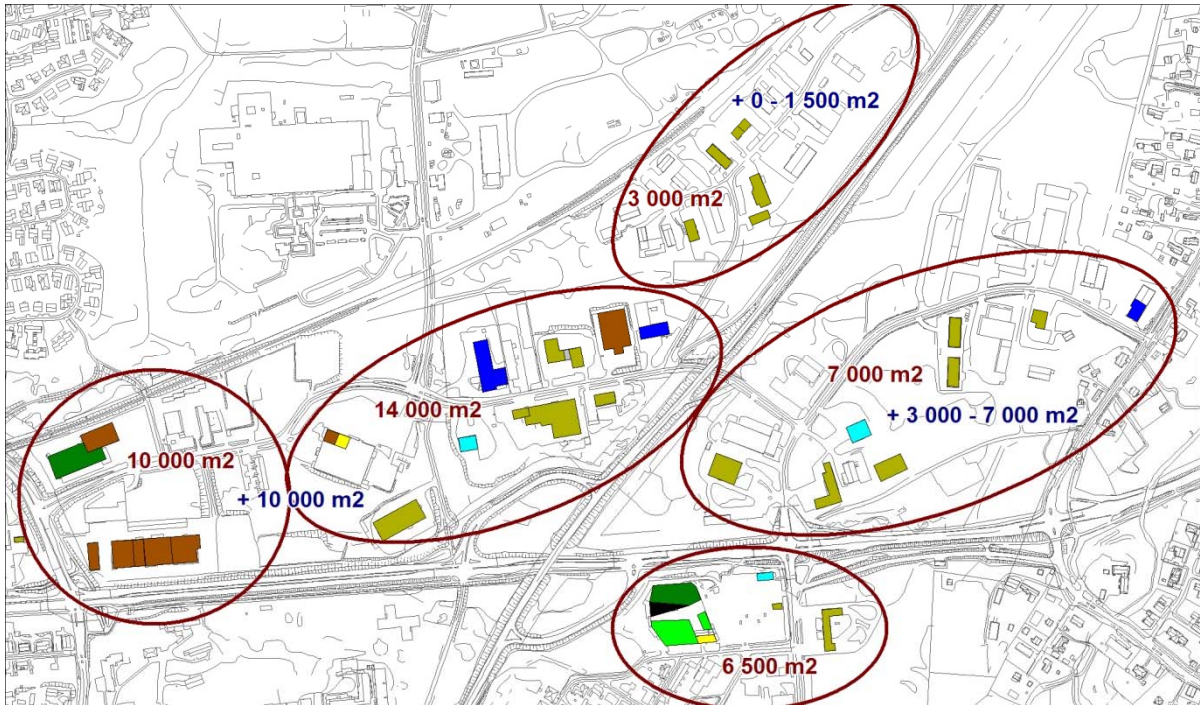 + 0 - 1 500 m2
3 000 m2
7 000 m2
14 000 m2
+ 3 000 - 7 000 m2
10 000 m2
+ 10 000 m2
6 500 m2